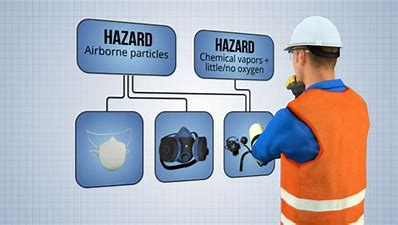 HAZARD
Airborne particles
HAZARD
Chemical vapors +
little/no oxygen